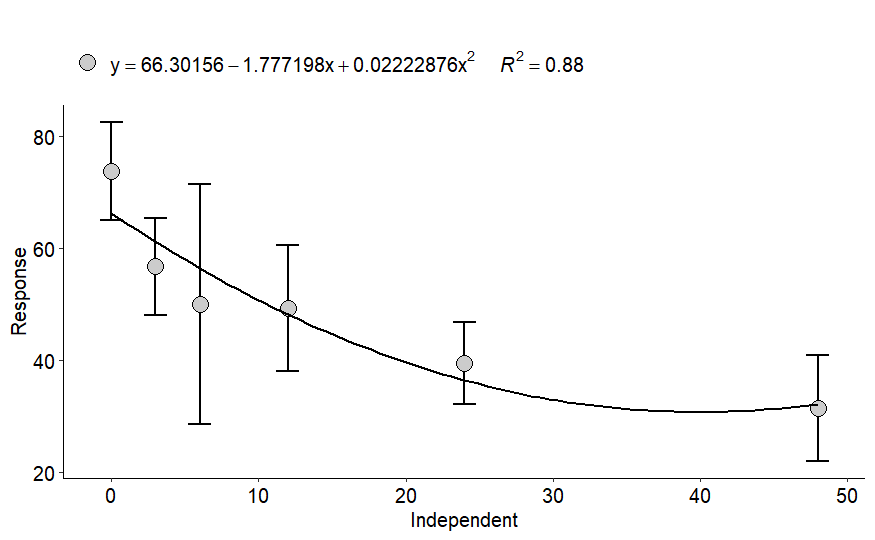 y = 66.30156 − 1.777198x + 0.02222876x² R² = 0.88
80
60
40
20
Response
0 10 20 30 40 50
Independent